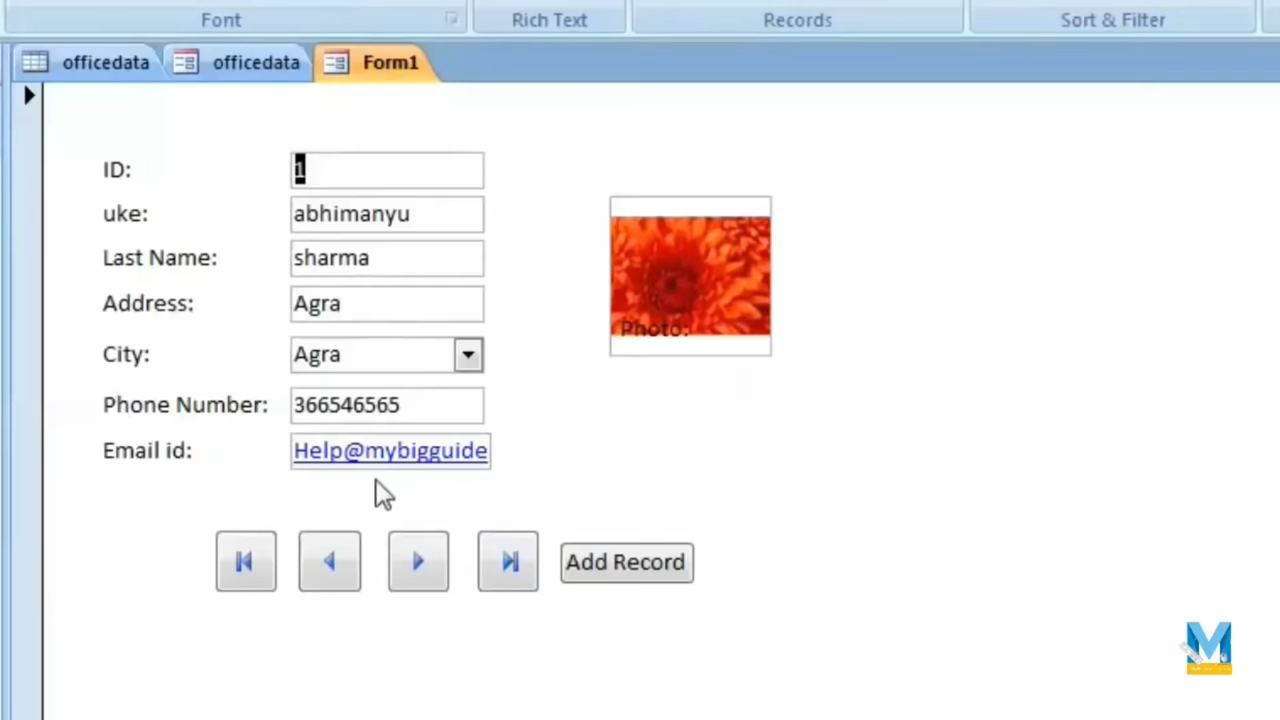 Font Rich Text Records Sort & Filter
officedata officedata Form1
ID: 1
uke: abhimanyu
Last Name: sharma
Address: Agra
Photo:
City: Agra
Phone Number: 366546565
Email id: Help@mybigguide
Add Record
M